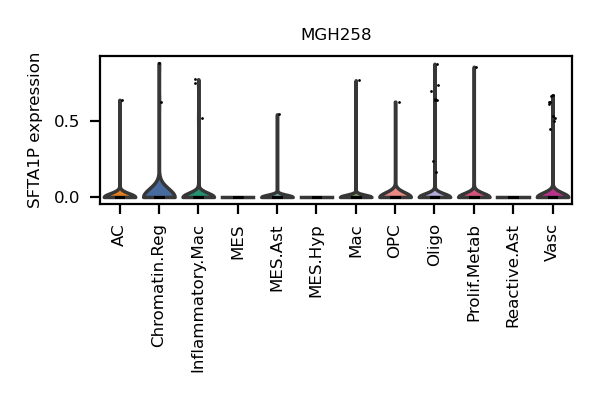 MGH258
SFTA1P expression
0.5
0.0
AC
Chromatin.Reg
Inflammatory.Mac
MES
MES.Ast
MES.Hyp
Mac
OPC
Oligo
Prolif.Metab
Reactive.Ast
Vasc